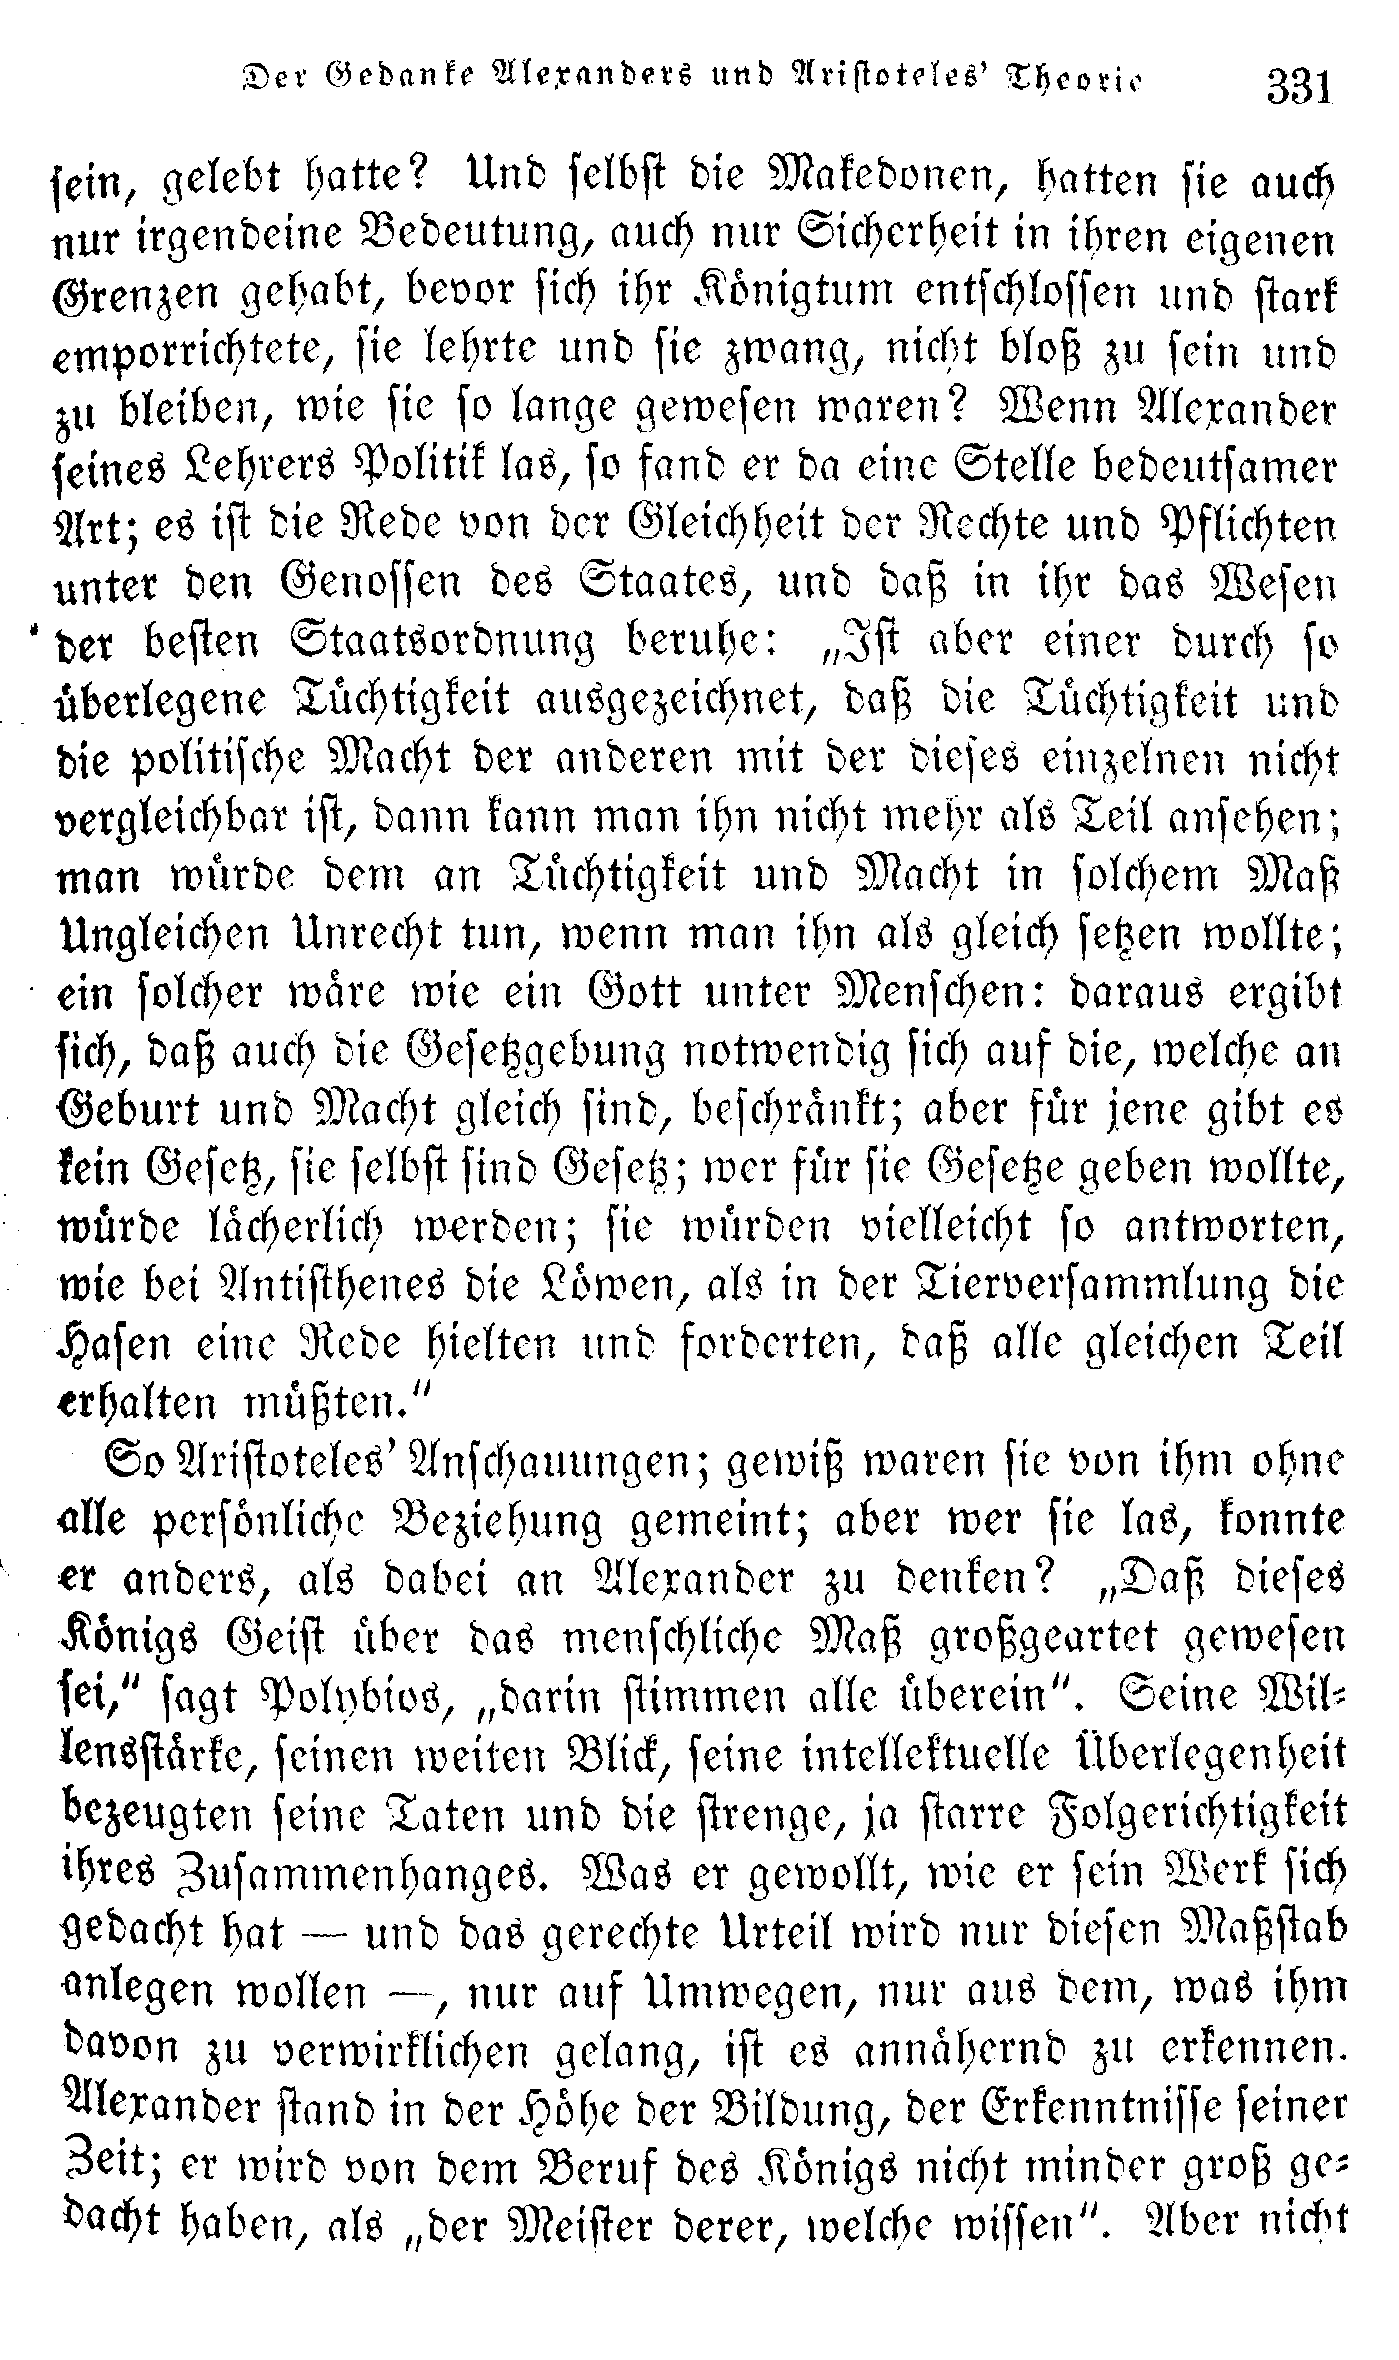 Der Gedanke Alexanders und Aristoteles' Theorie 331
sein, gelebt hatte? Und selbst die Makedonen, hatten sie auch
nur irgendeine Bedeutung, auch nur Sicherheit in ihren eigenen
Grenzen gehabt, bevor sich ihr Königtum entschlossen und stark
emporrichtete, sie lehrte und sie zwang, nicht bloß zu sein und
zu bleiben, wie sie so lange gewesen waren? Wenn Alexander
seines Lehrers Politik las, so fand er da eine Stelle bedeutsamer
Art; es ist die Rede von der Gleichheit der Rechte und Pflichten
unter den Genossen des Staates, und daß in ihr das Wesen
der besten Staatsordnung beruhe: „Ist aber einer durch so
überlegene Tüchtigkeit ausgezeichnet, daß die Tüchtigkeit und
die politische Macht der anderen mit der dieses einzelnen nicht
vergleichbar ist, dann kann man ihn nicht mehr als Teil ansehen;
man würde dem an Tüchtigkeit und Macht in solchem Maß
Ungleichen Unrecht tun, wenn man ihn als gleich setzen wollte;
ein solcher wäre wie ein Gott unter Menschen: daraus ergibt
sich, daß auch die Gesetzgebung notwendig sich auf die, welche an
Geburt und Macht gleich sind, beschränkt; aber für jene gibt es
kein Gesetz, sie selbst sind Gesetz; wer für sie Gesetze geben wollte,
würde lächerlich werden; sie würden vielleicht so antworten,
wie bei Antisthenes die Löwen, als in der Tierversammlung die
Hasen eine Rede hielten und forderten, daß alle gleichen Teil
erhalten müßten.“
So Aristoteles' Anschauungen; gewiß waren sie von ihm ohne
alle persönliche Beziehung gemeint; aber wer sie las, konnte
er anders, als dabei an Alexander zu denken? „Daß dieses
Königs Geist über das menschliche Maß großgeartet gewesen
sei,“ sagt Polybios, „darin stimmen alle überein“. Seine Wil-
lensstärke, seinen weiten Blick, seine intellektuelle Überlegenheit
bezeugten seine Taten und die strenge, ja starre Folgerichtigkeit
ihres Zusammenhanges. Was er gewollt, wie er sein Werk sich
gedacht hat — und das gerechte Urteil wird nur diesen Maßstab
anlegen wollen —, nur auf Umwegen, nur aus dem, was ihm
davon zu verwirklichen gelang, ist es annähernd zu erkennen.
Alexander stand in der Höhe der Bildung, der Erkenntnisse seiner
Zeit; er wird von dem Beruf des Königs nicht minder groß ge-
dacht haben, als „der Meister derer, welche wissen“. Aber nicht